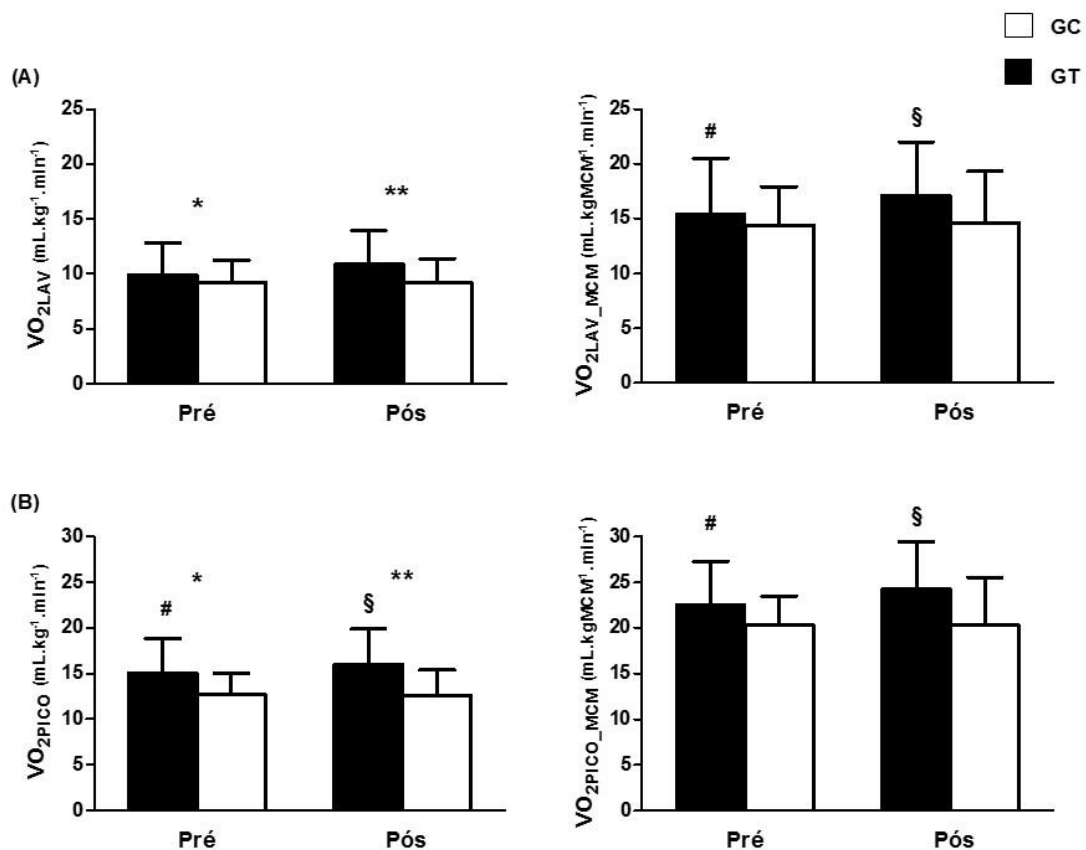 GC
GT
(A)
VO2LAV (mL.kg-1.mIn-1)
25
20
15
10
5
0
*
**
Pré
Pós
VO2LAV_MCM (mL.kgMCM-1.mIn-1)
25
20
15
10
5
0
#
§
Pré
Pós
(B)
VO2PICO (mL.kg-1.mIn-1)
30
25
20
15
10
5
0
#
*
§
**
Pré
Pós
VO2PICO_MCM (mL.kgMCM-1.mIn-1)
30
25
20
15
10
5
0
#
§
Pré
Pós